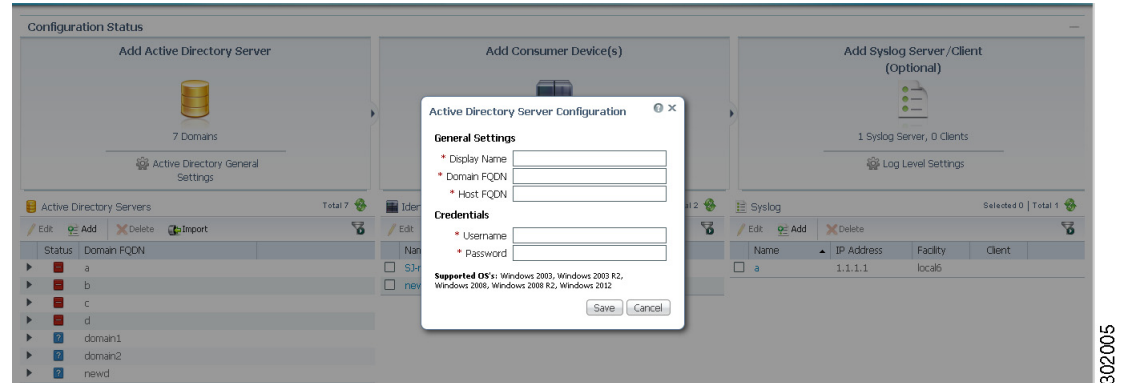 Configuration Status
Add Active Directory Server
7 Domains
Active Directory General
Settings
Add Consumer Device(s)
Add Syslog Server/Client
(Optional)
1 Syslog Server, 0 Clients
Log Level Settings
Active Directory Server Configuration
General Settings
* Display Name
* Domain FQDN
* Host FQDN
Credentials
* Username
* Password
Supported OS's: Windows 2003, Windows 2003 R2,
Windows 2008, Windows 2008 R2, Windows 2012
Save Cancel
Active Directory Servers Total 7
Edit Add Delete Import
Status Domain FQDN
a
b
c
d
domain1
domain2
newd
Edit
Syslog Selected 0 | Total 1
Edit Add Delete
Name IP Address Facility Client
a 1.1.1.1 local6
302005